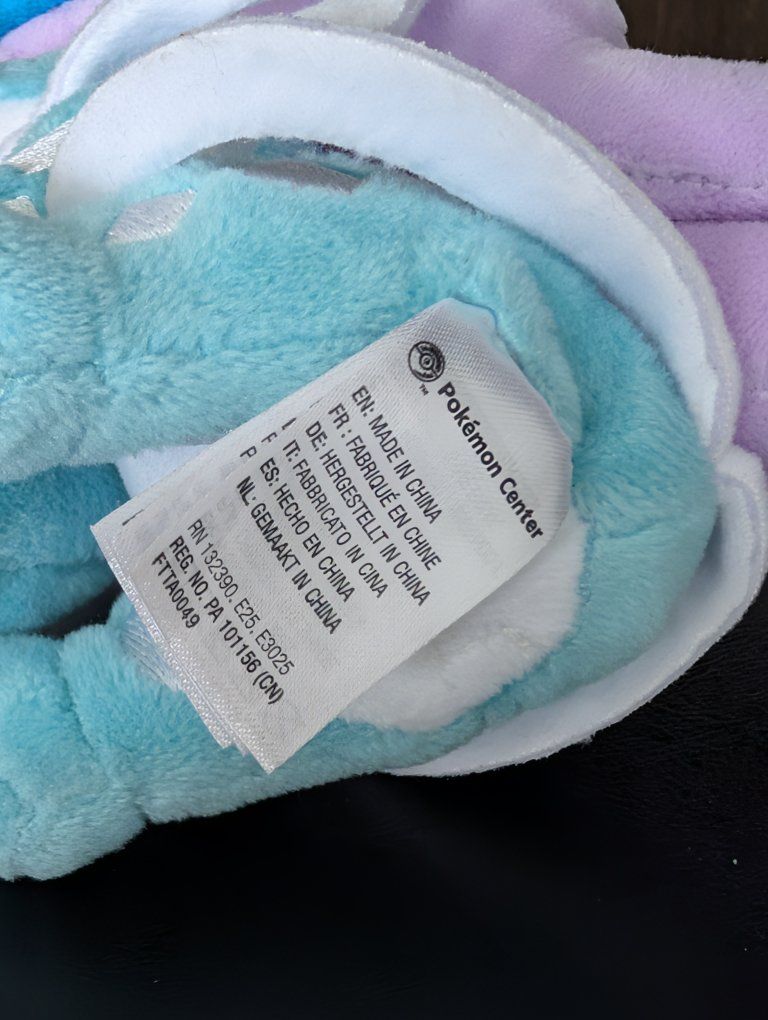 Pokémon Center
TM
EN: MADE IN CHINA
FR : FABRIQUÉ EN CHINE
DE: HERGESTELLT IN CHINA
IT: FABBRICATO IN CINA
ES: HECHO EN CHINA
NL: GEMAAKT IN CHINA
RN 132390, E25, E3025
REG. NO. PA 101156 (CN)
FTTA0049